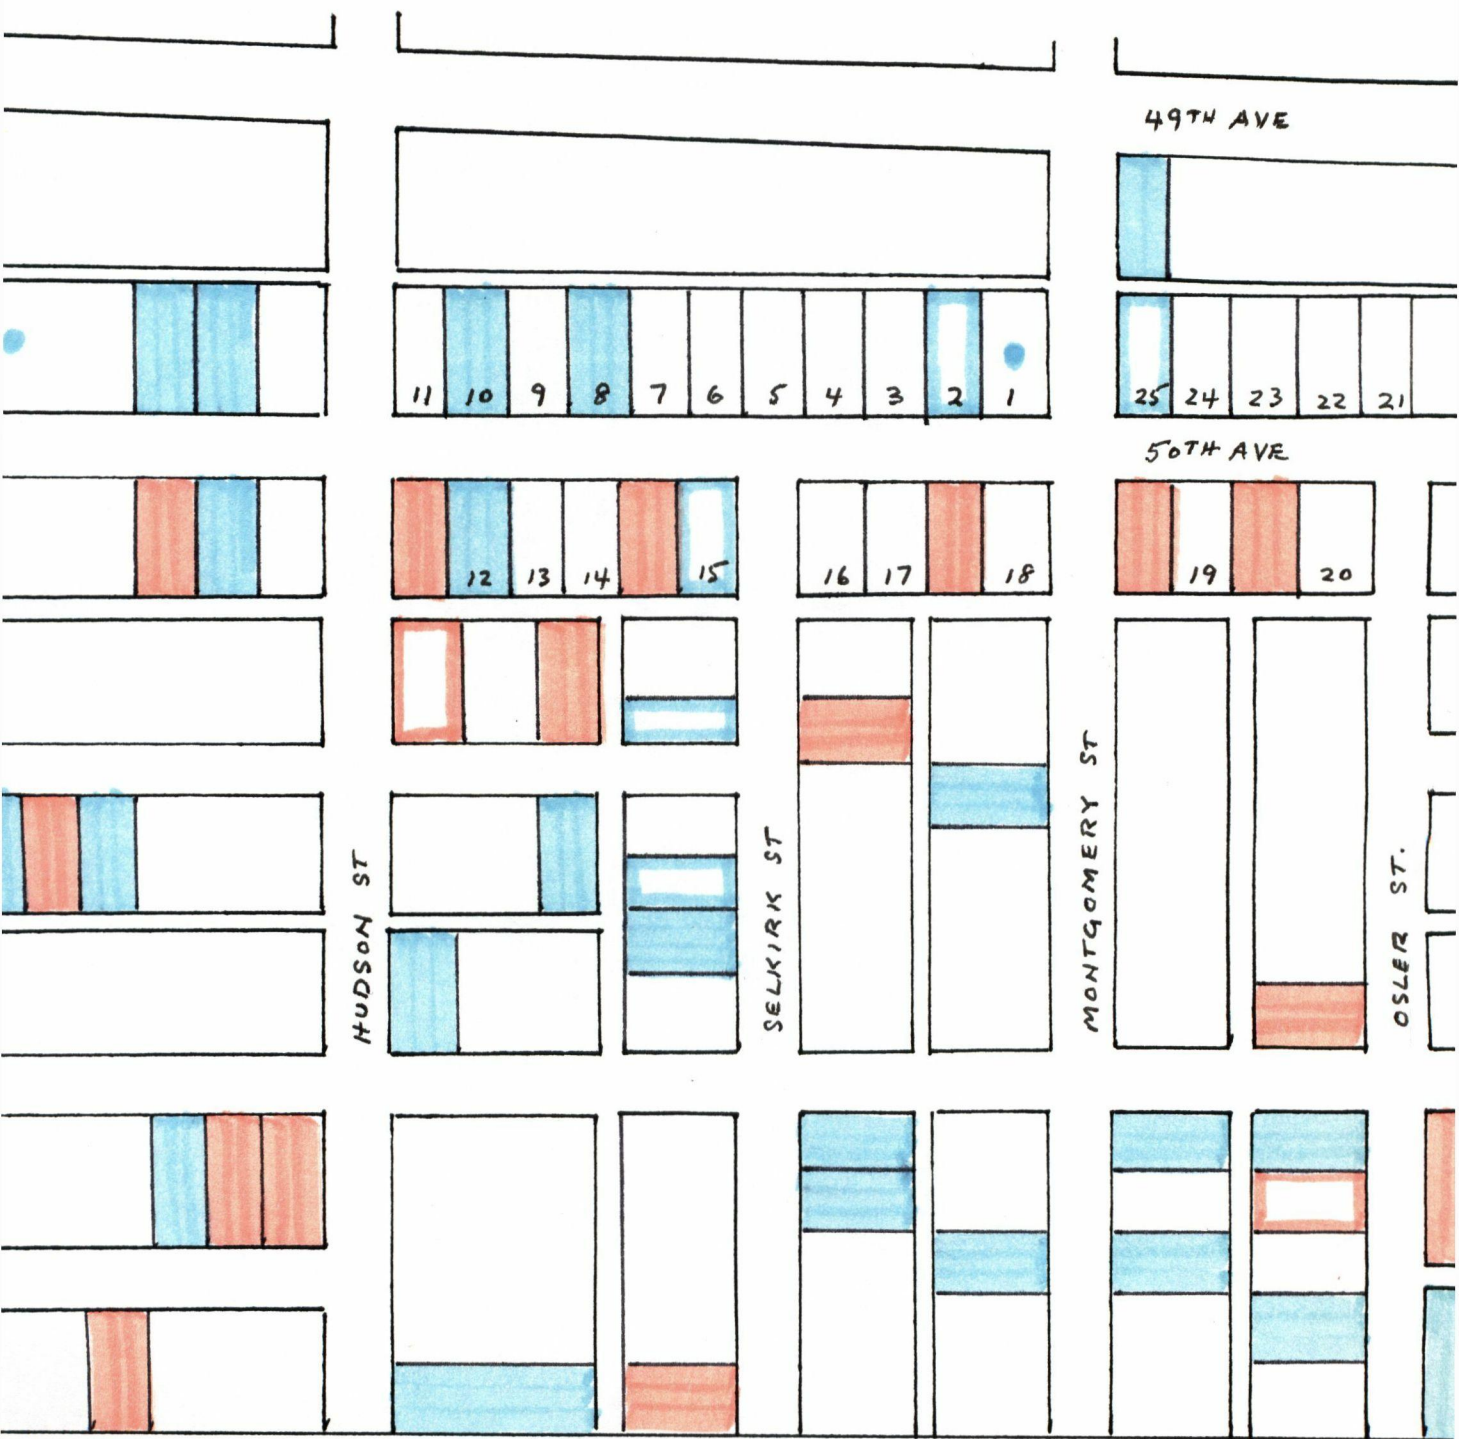 49TH AVE
11 10 9 8 7 6 5 4 3 2 1
25 24 23 22 21
50TH AVE
12 13 14 15
16 17 18
19 20
HUDSON ST
SELKIRK ST
MONTGOMERY ST
OSLER ST.